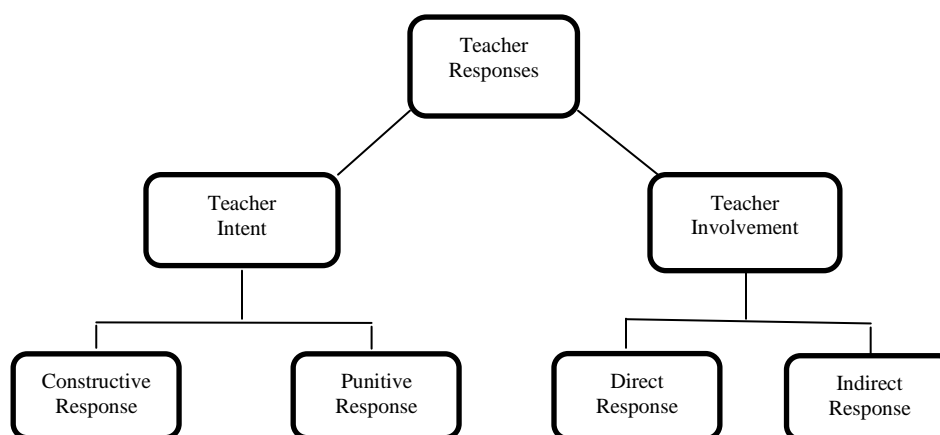 Teacher
Responses
Teacher
Intent
Teacher
Involvement
Constructive
Response
Punitive
Response
Direct
Response
Indirect
Response